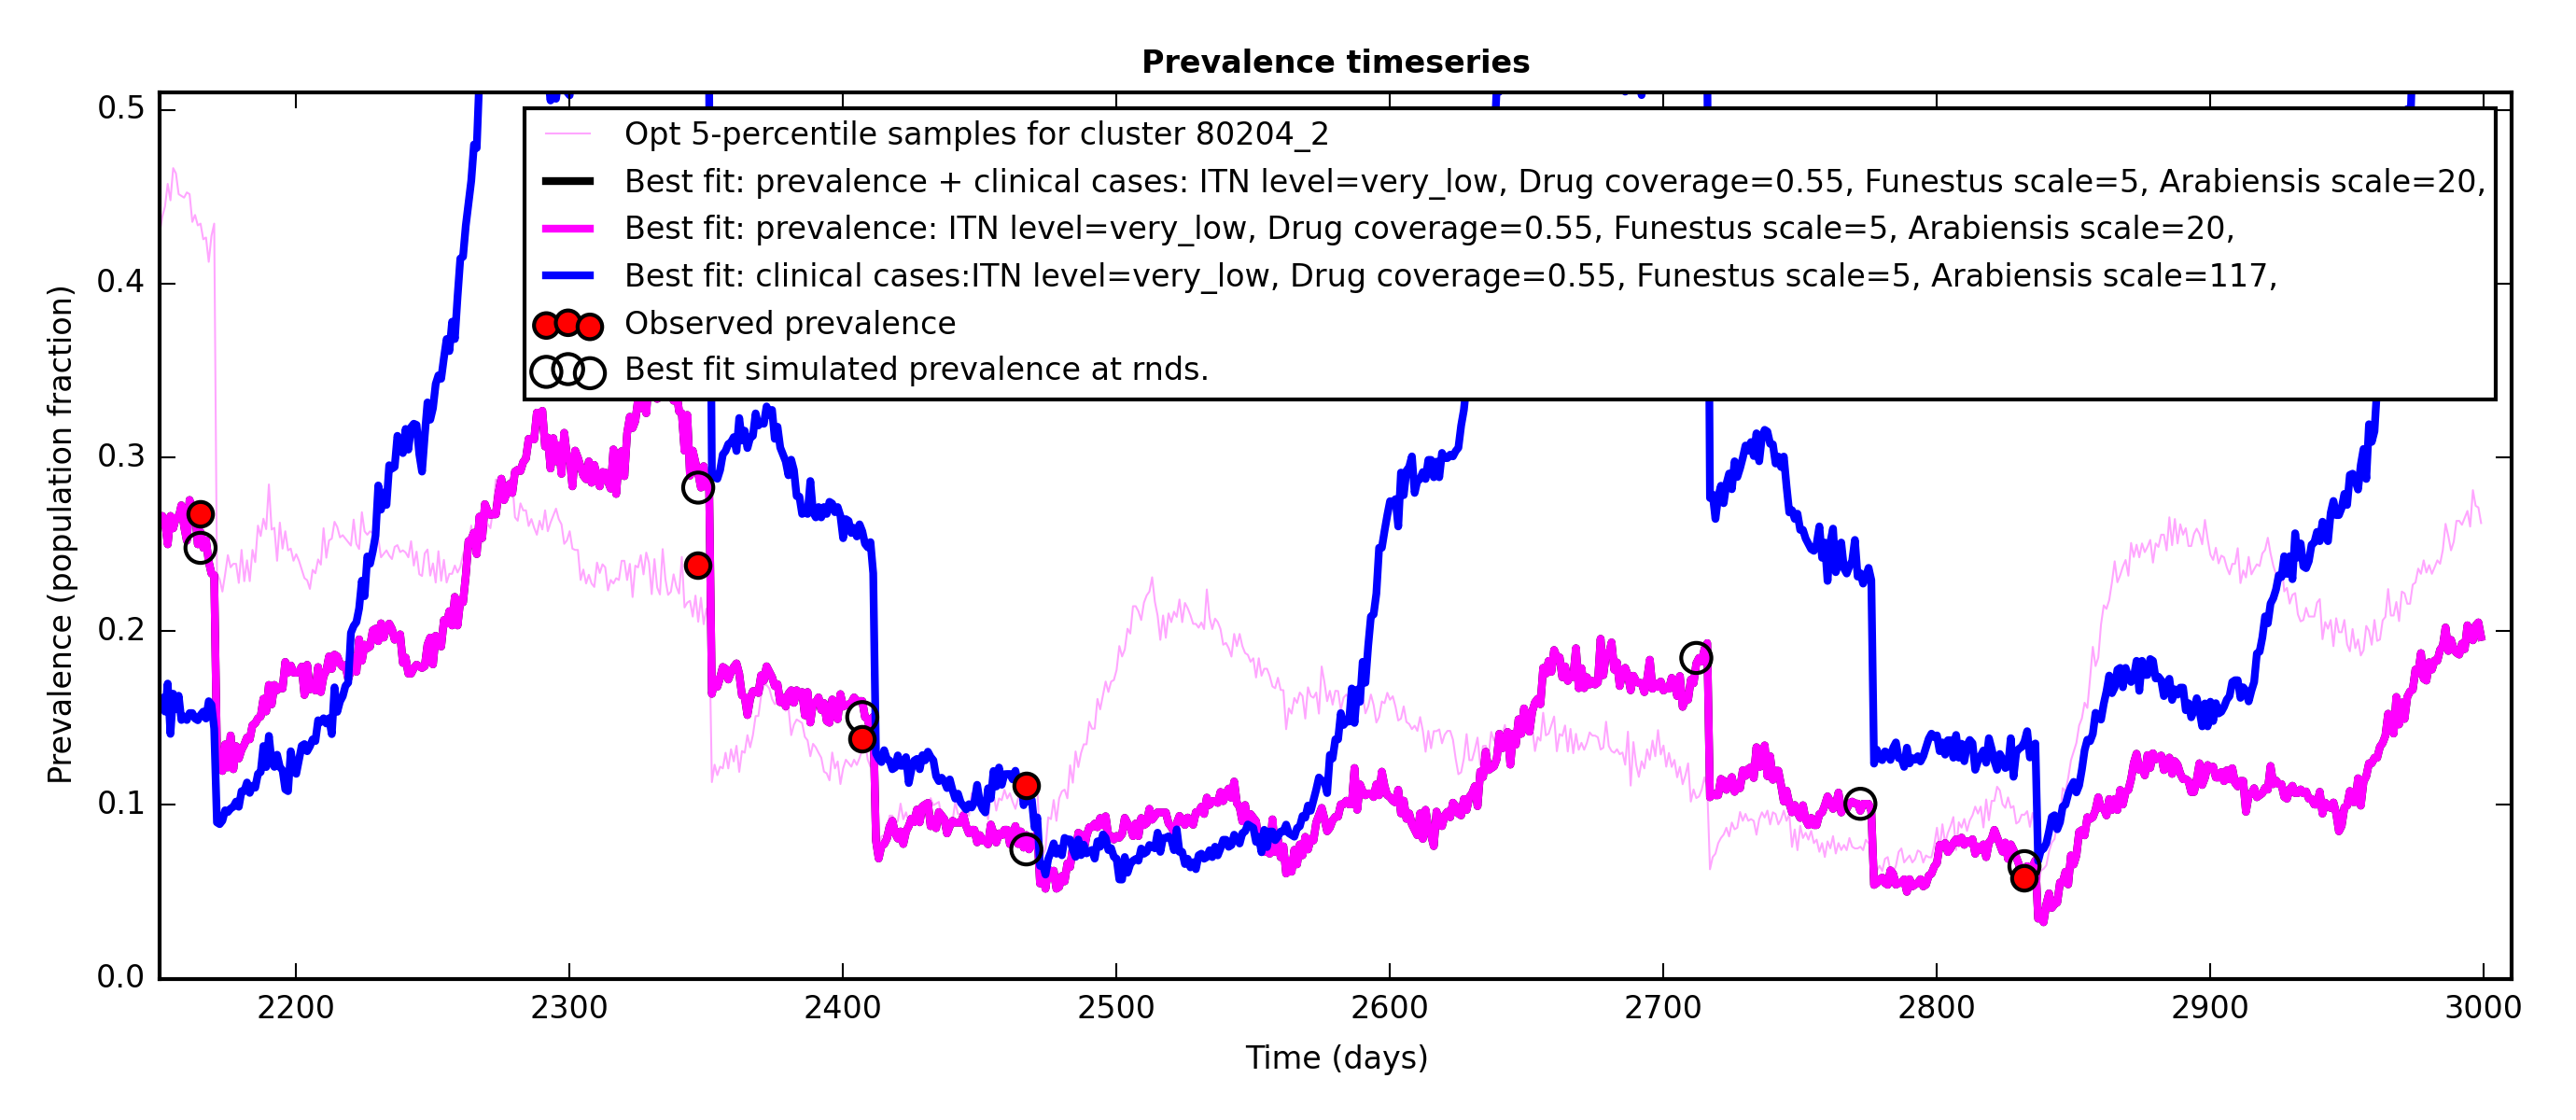 Prevalence timeseries
0.5
0.4
0.3
0.2
0.1
0.0
Prevalence (population fraction)
Opt 5-percentile samples for cluster 80204_2
Best fit: prevalence + clinical cases: ITN level=very_low, Drug coverage=0.55, Funestus scale=5, Arabiensis scale=20,
Best fit: prevalence: ITN level=very_low, Drug coverage=0.55, Funestus scale=5, Arabiensis scale=20,
Best fit: clinical cases:ITN level=very_low, Drug coverage=0.55, Funestus scale=5, Arabiensis scale=117,
Observed prevalence
Best fit simulated prevalence at rnds.
2200 2300 2400 2500 2600 2700 2800 2900 3000
Time (days)